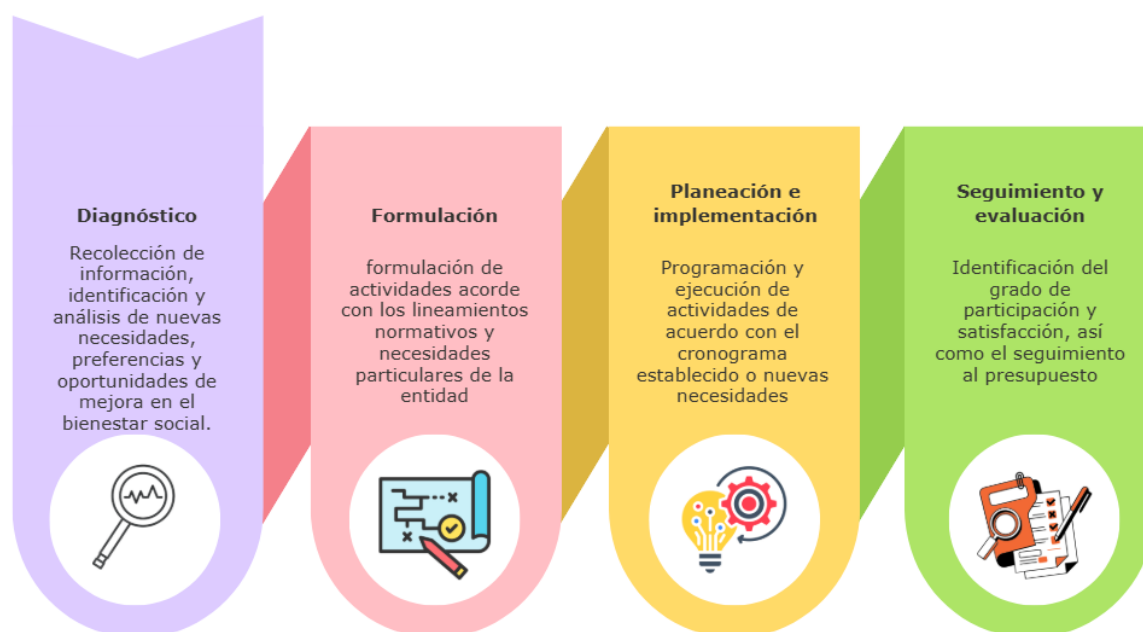 Diagnóstico
Recolección de
información,
identificación y
análisis de nuevas
necesidades,
preferencias y
oportunidades de
mejora en el
bienestar social.
Formulación
formulación de
actividades acorde
con los lineamientos
normativos y
necesidades
particulares de la
entidad
Planeación e
implementación
Programación y
ejecución de
actividades de
acuerdo con el
cronograma
establecido o nuevas
necesidades
Seguimiento y
evaluación
Identificación del
grado de
participación y
satisfacción, así
como el seguimiento
al presupuesto